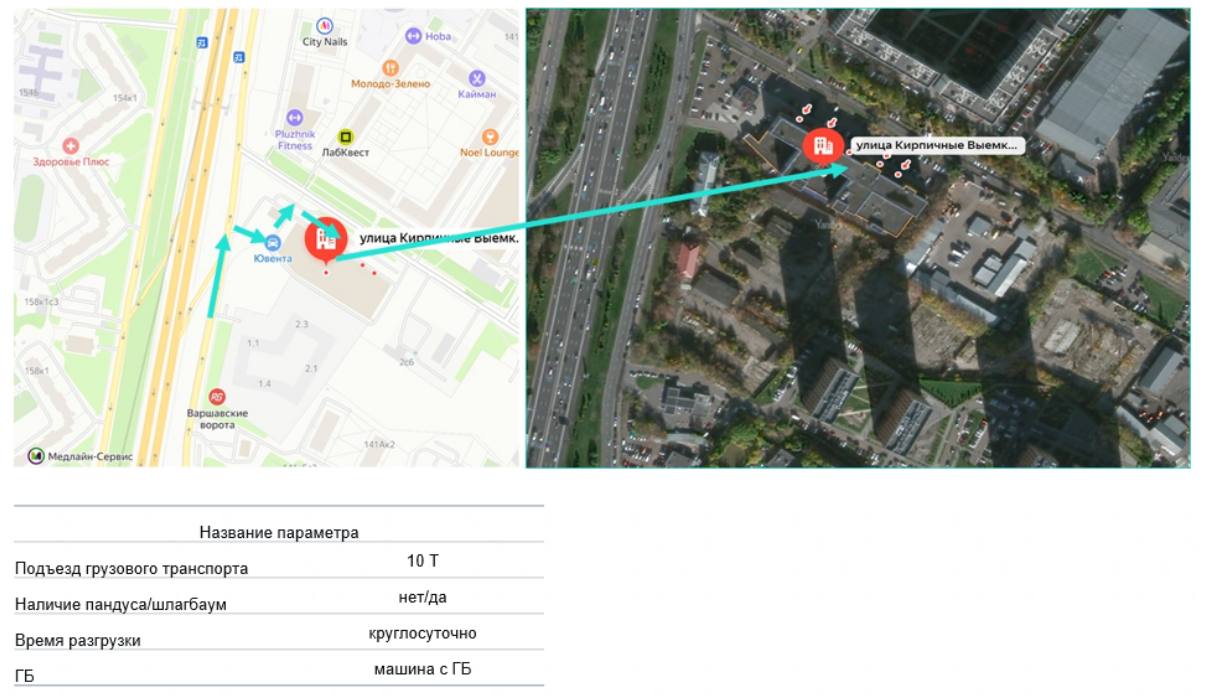 City Nails
Нова
141
Молодо-Зелено
Кайман
154Б
154к1
Pluzhnik
Fitness
ЛабКвест
Noel Lounge
Здоровье Плюс
улица Кирпичные Выемк.
Ювента
158к1с3
2.3
1.1
2.1
1.4
2с6
158к1
Варшавские
ворота
141Ак2
Медлайн-Сервис
улица Кирпичные Выемк...
Название параметра
Подъезд грузового транспорта 10 Т
Наличие пандуса/шлагбаум нет/да
Время разгрузки круглосуточно
ГБ машина с ГБ